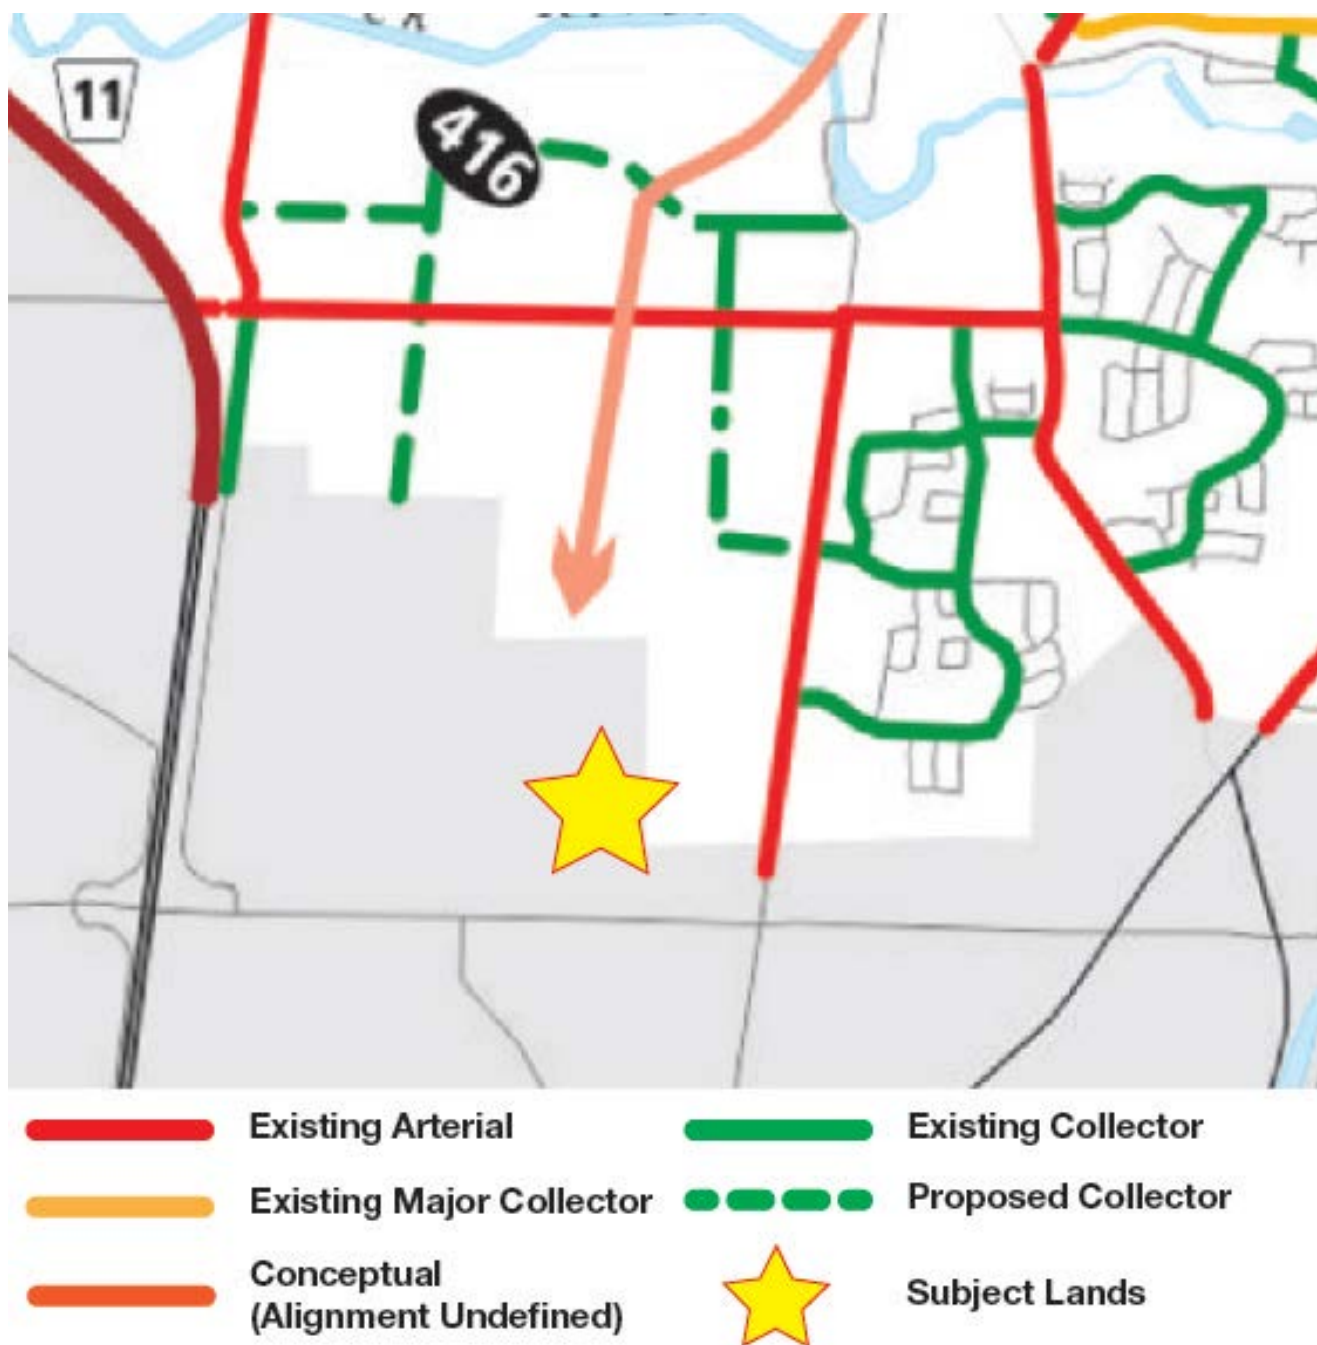 11
416
Existing Arterial
Existing Collector
Existing Major Collector
Proposed Collector
Conceptual
(Alignment Undefined)
Subject Lands